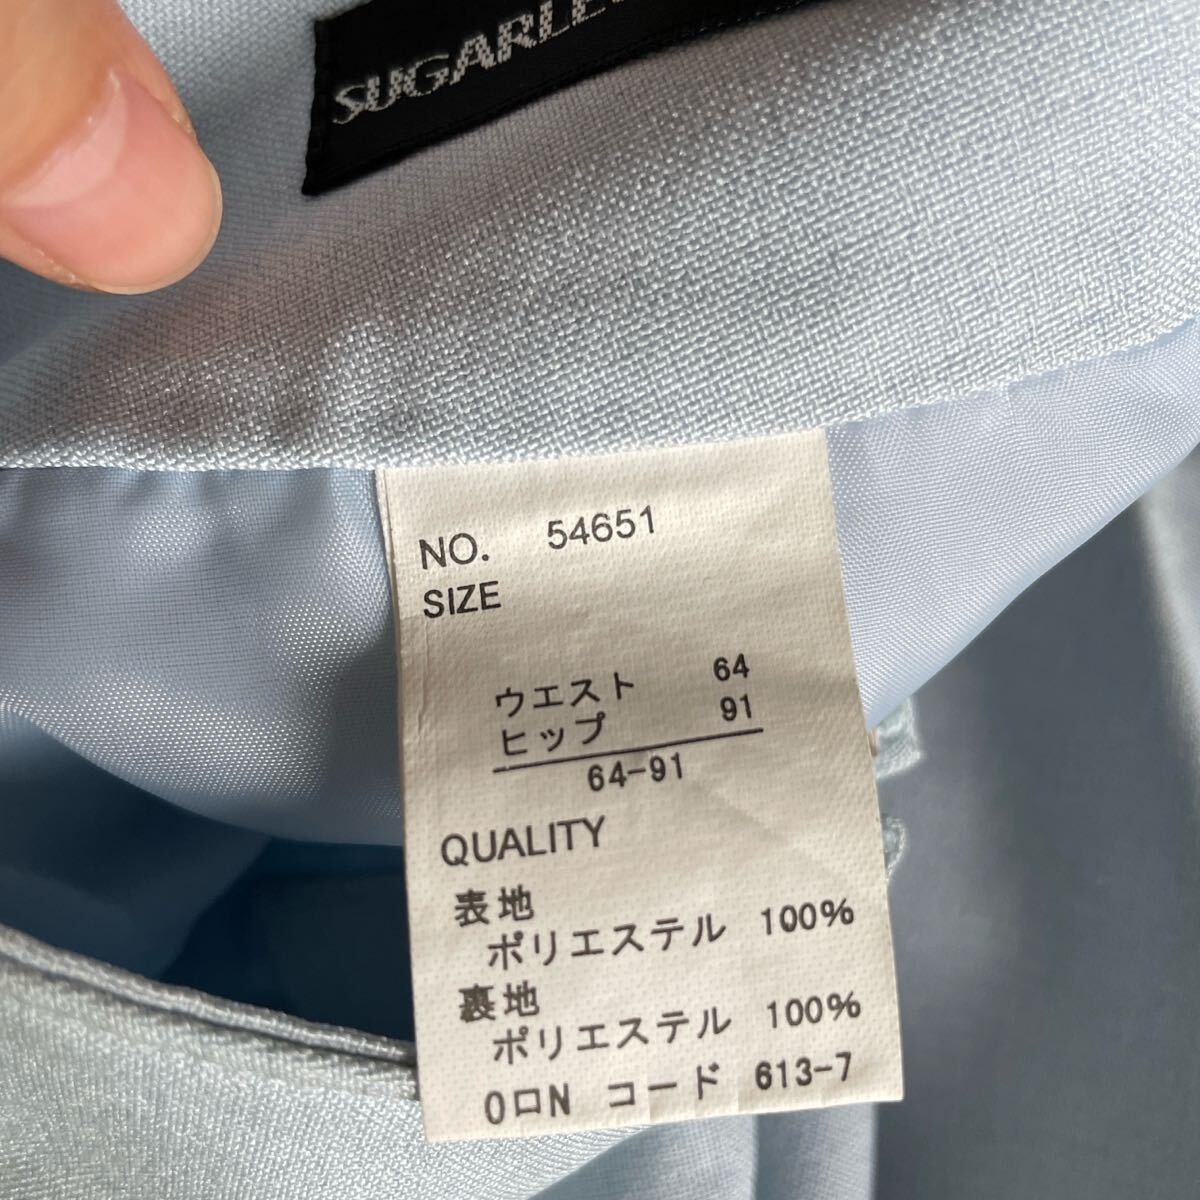 SUGARL
NO. 54651
SIZE
ウエスト 64
ヒップ 91
64-91
QUALITY
表地
ポリエステル 100%
裏地
ポリエステル 100%
0ロN コード 613-7